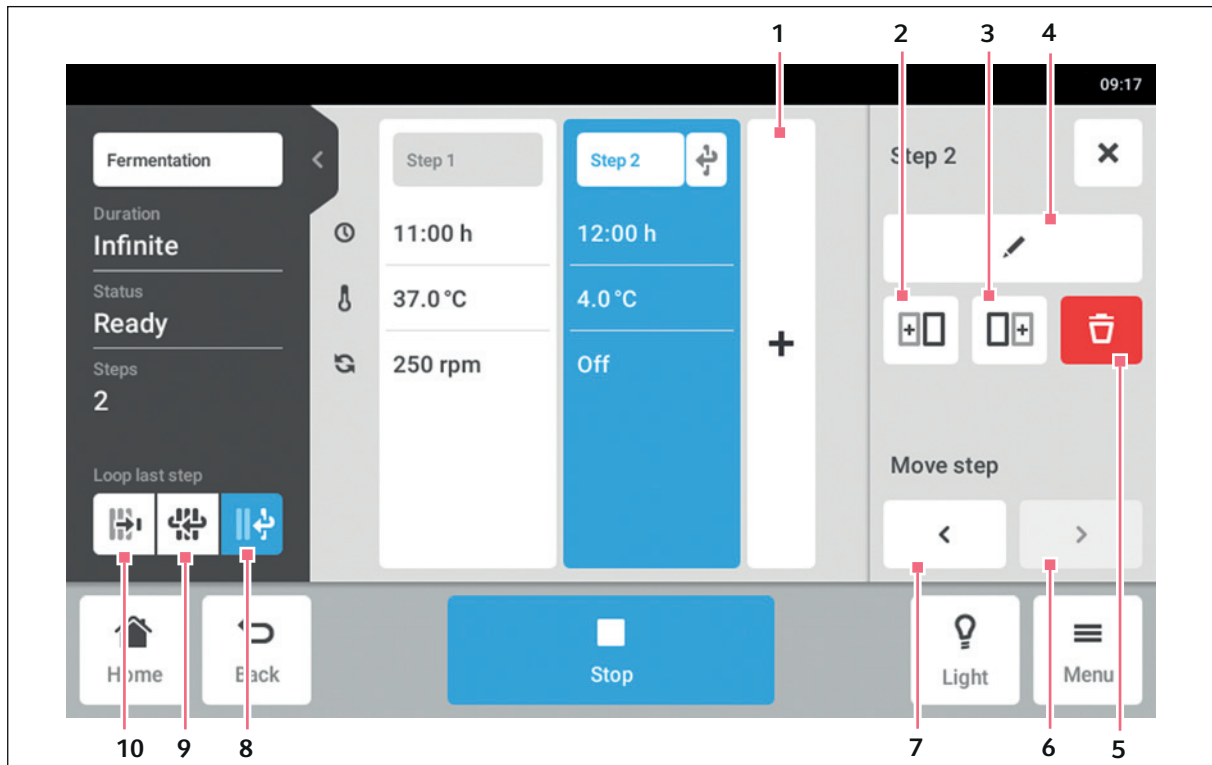 1 2 3 4
09:17
Fermentation
Duration
Infinite
Status
Ready
Steps
2
Loop last step
Step 1
11:00 h
37.0 °C
250 rpm
Step 2
12:00 h
4.0 °C
Off
Step 2
Move step
Home
Back
Stop
Light
Menu
10 9 8 7 6 5